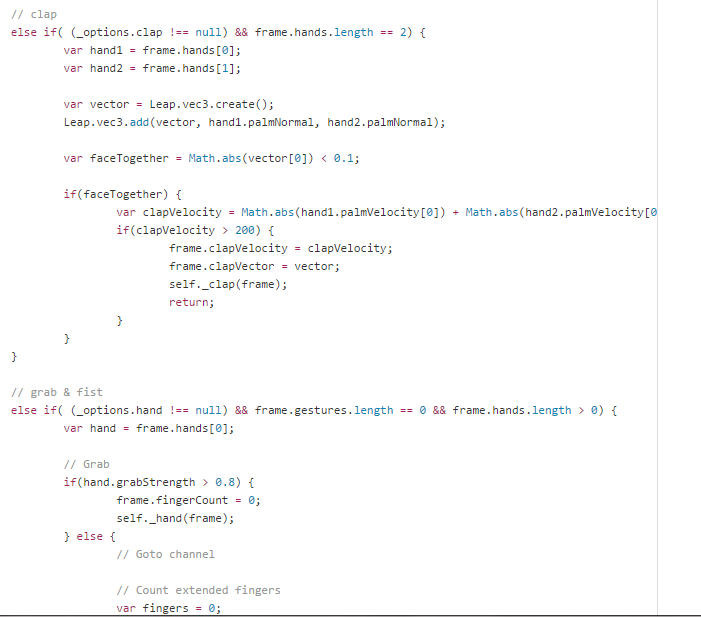 // clap
else if( (_options.clap !== null) && frame.hands.length == 2) {
var hand1 = frame.hands[0];
var hand2 = frame.hands[1];
var vector = Leap.vec3.create();
Leap.vec3.add(vector, hand1.palmNormal, hand2.palmNormal);
var faceTogether = Math.abs(vector[0]) < 0.1;
if(faceTogether) {
var clapVelocity = Math.abs(hand1.palmVelocity[0]) + Math.abs(hand2.palmVelocity[0
if(clapVelocity > 200) {
frame.clapVelocity = clapVelocity;
frame.clapVector = vector;
self._clap(frame);
return;
}
}
}
// grab & fist
else if( (_options.hand !== null) && frame.gestures.length == 0 && frame.hands.length > 0) {
var hand = frame.hands[0];
// Grab
if(hand.grabStrength > 0.8) {
frame.fingerCount = 0;
self._hand(frame);
} else {
// Goto channel
// Count extended fingers
var fingers = 0;